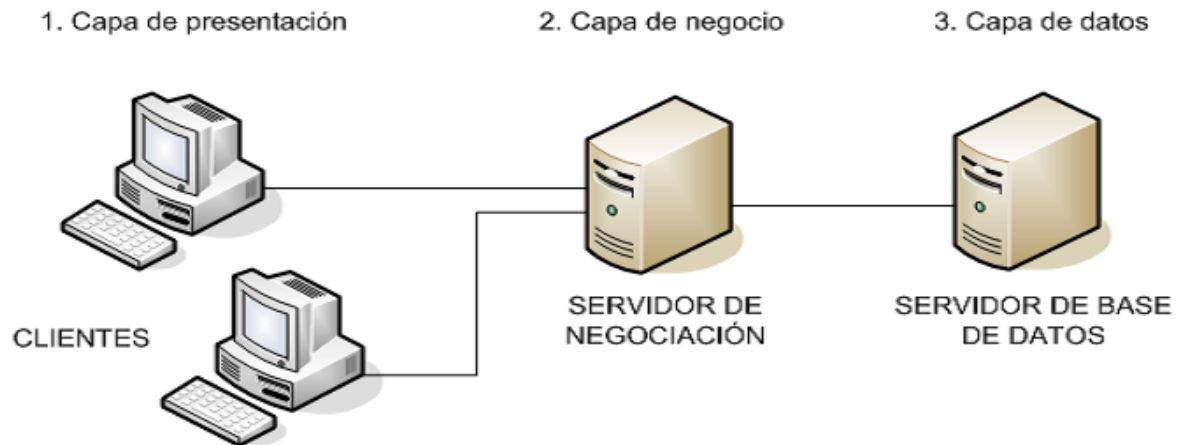 1. Capa de presentación
2. Capa de negocio
3. Capa de datos
CLIENTES
SERVIDOR DE
NEGOCIACIÓN
SERVIDOR DE BASE
DE DATOS